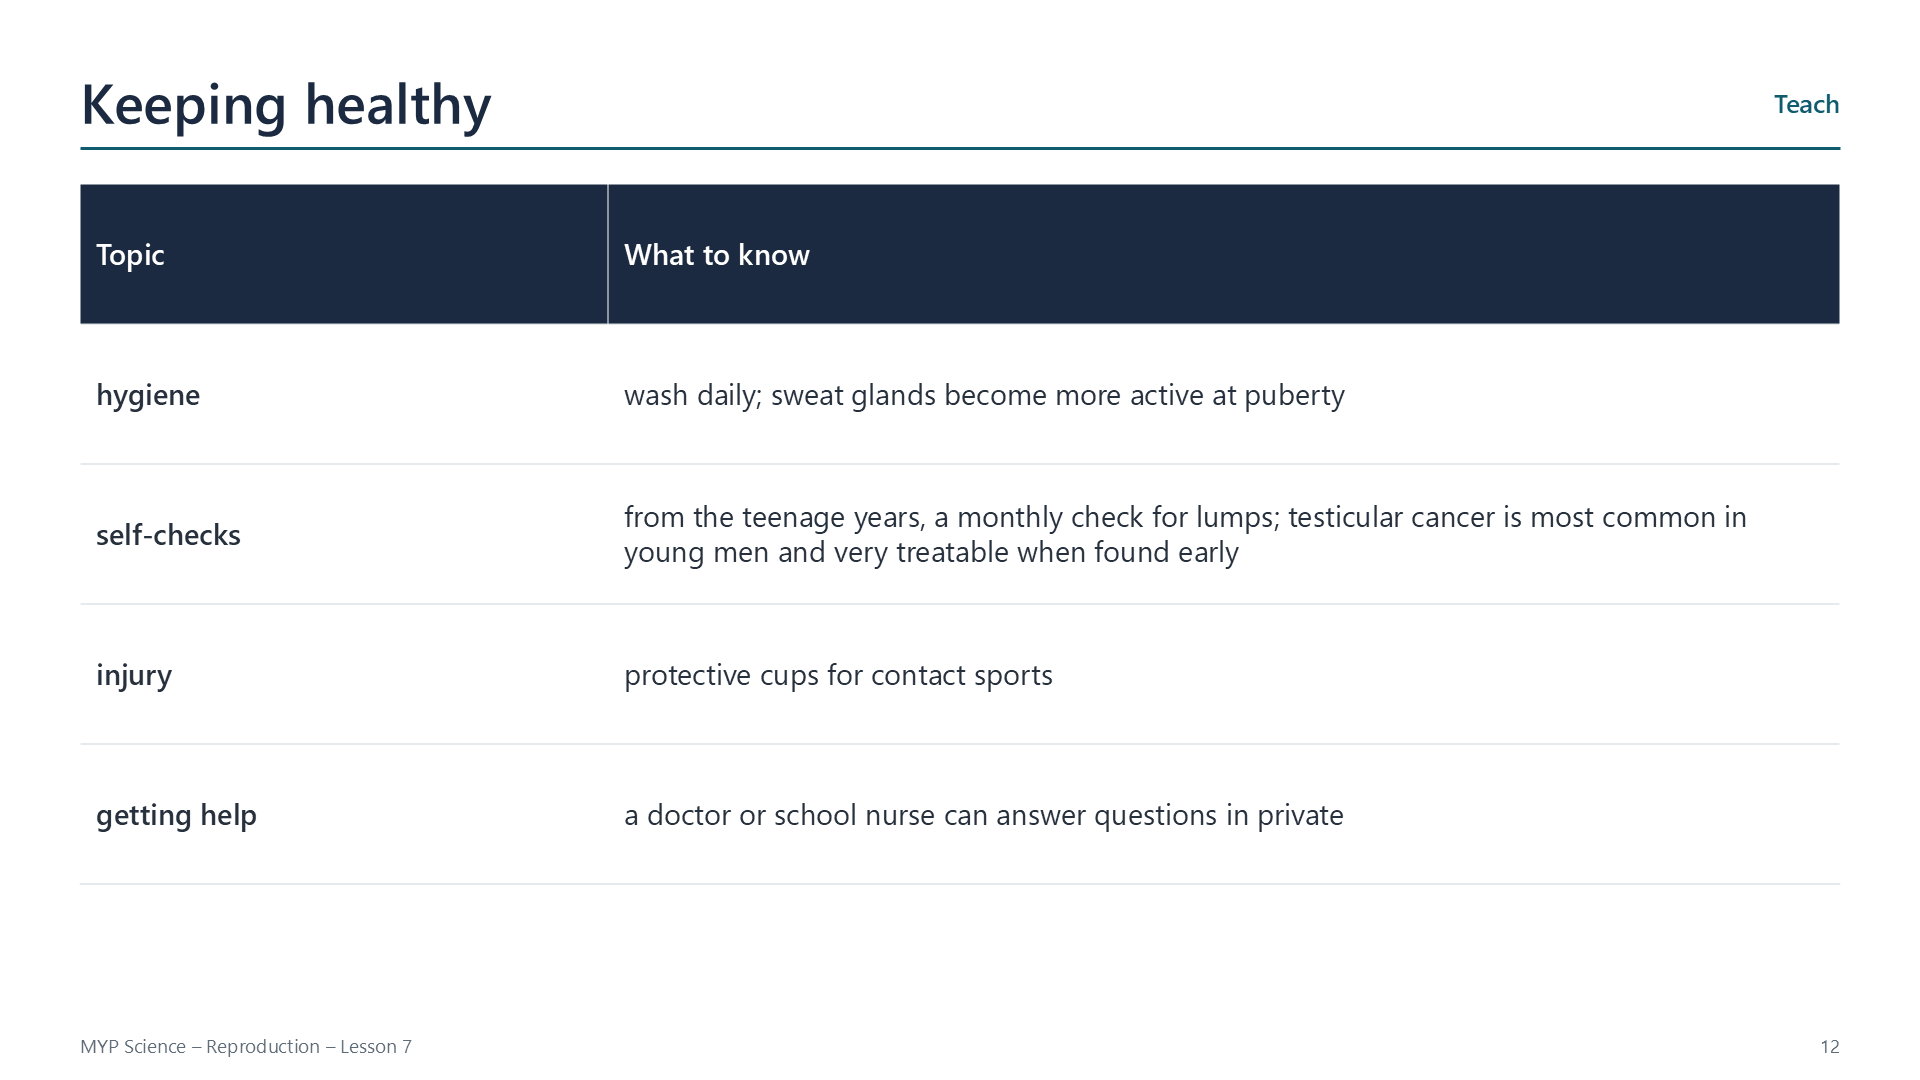 Keeping healthy
Teach
Topic
What to know
hygiene
wash daily; sweat glands become more active at puberty
self-checks
from the teenage years, a monthly check for lumps; testicular cancer is most common in
young men and very treatable when found early
injury
protective cups for contact sports
getting help
a doctor or school nurse can answer questions in private
MYP Science – Reproduction – Lesson 7
12